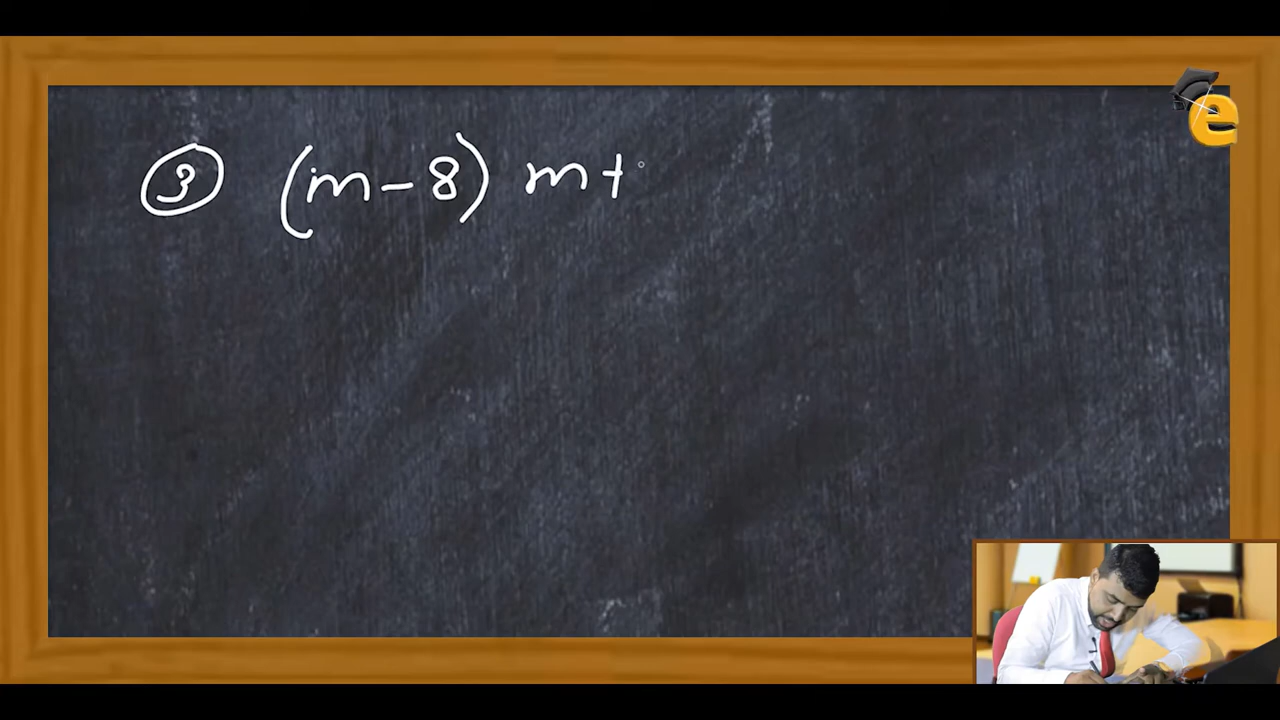 ③ (m - 8) m +
e